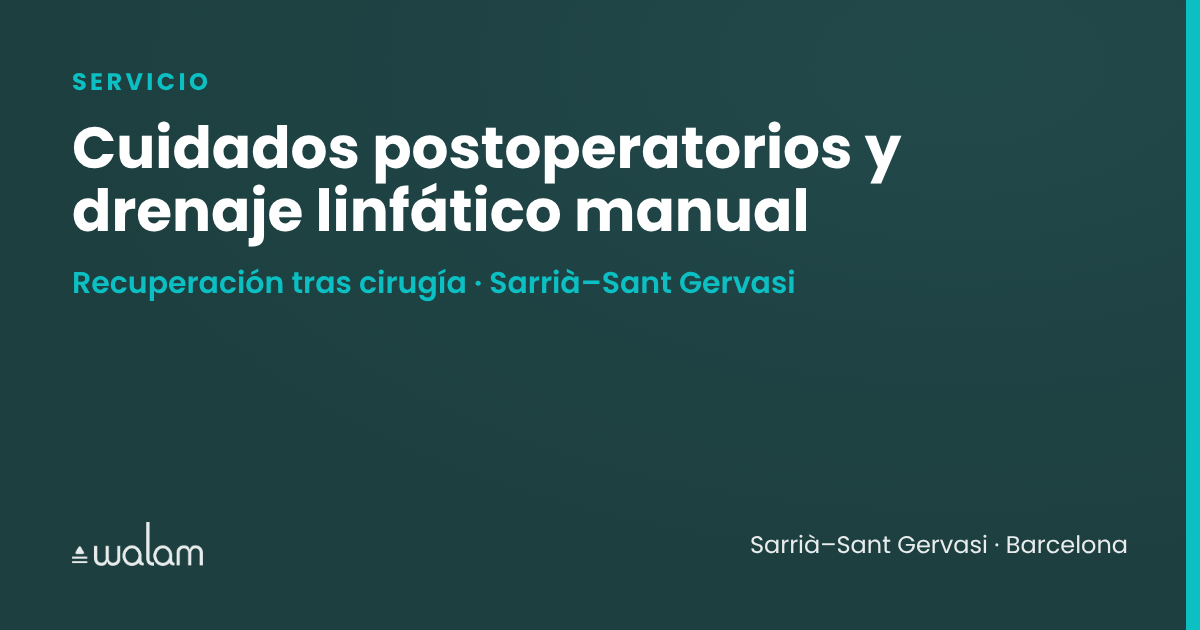 SERVICIO
Cuidados postoperatorios y
drenaje linfático manual
Recuperación tras cirugía · Sarrià–Sant Gervasi
walam
Sarrià–Sant Gervasi · Barcelona